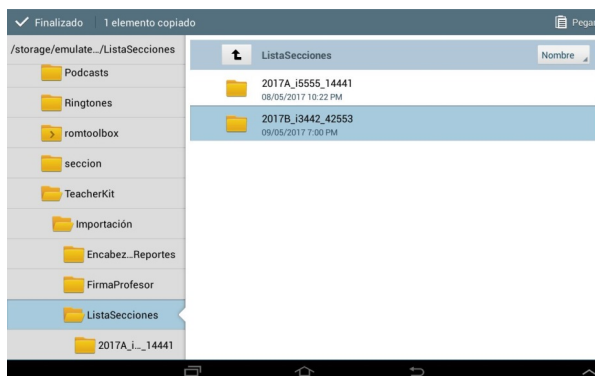 Finalizado 1 elemento copiado Pegar
/storage/emulate.../ListaSecciones
Podcasts
Ringtones
romtoolbox
seccion
TeacherKit
Importación
Encabez...Reportes
FirmaProfesor
ListaSecciones
2017A_i..._14441
ListaSecciones Nombre
2017A_i5555_14441
08/05/2017 10:22 PM
2017B_i3442_42553
09/05/2017 7:00 PM